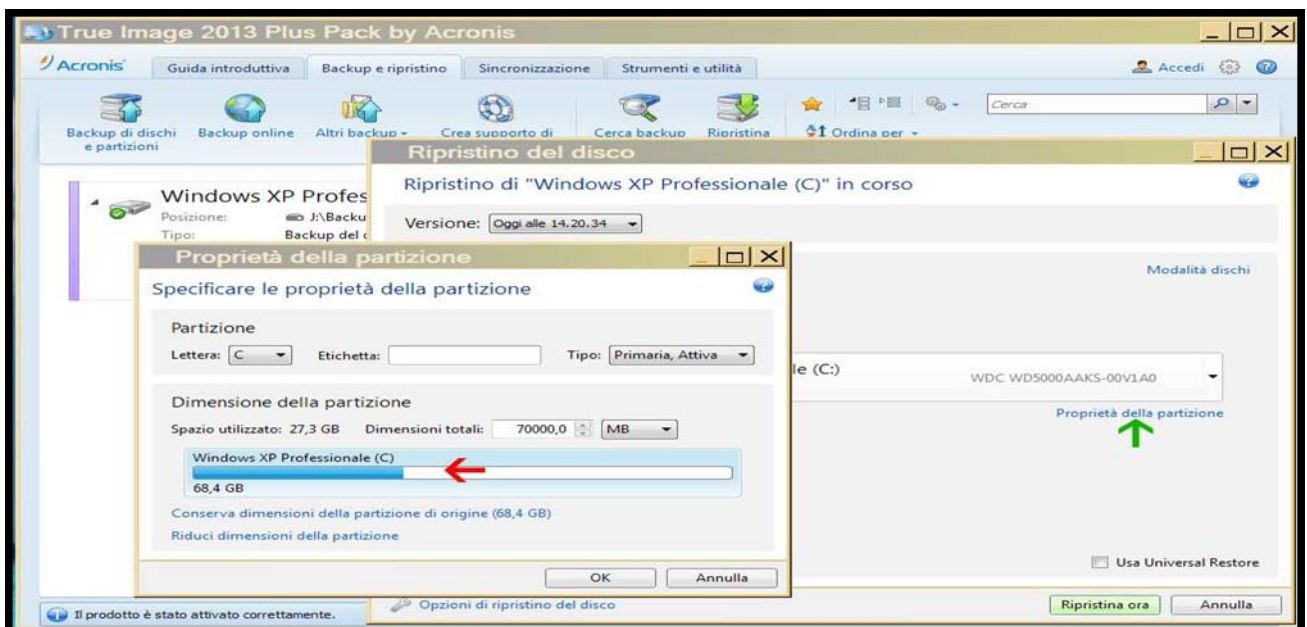 True Image 2013 Plus Pack by Acronis
Acronis
Guida introduttiva
Backup e ripristino
Sincronizzazione
Strumenti e utilità
Accedi
Backup di dischi e partizioni
Backup online
Altri backup
Crea supporto di
Cerca backup
Ripristina
Ordina per
Cerca
Windows XP Profes
Posizione: J:\Backu
Tipo: Backup del
Ripristino del disco
Ripristino di "Windows XP Professionale (C)" in corso
Versione: Oggi alle 14.20.34
Modalità dischi
le (C:)
WDC WD5000AAKS-00V1A0
Proprietà della partizione
Usa Universal Restore
Opzioni di ripristino del disco
Ripristina ora
Annulla
Proprietà della partizione
Specificare le proprietà della partizione
Partizione
Lettera: C Etichetta: Tipo: Primaria, Attiva
Dimensione della partizione
Spazio utilizzato: 27,3 GB Dimensioni totali: 70000,0 MB
Windows XP Professionale (C)
68,4 GB
Conserva dimensioni della partizione di origine (68,4 GB)
Riduci dimensioni della partizione
OK
Annulla
Il prodotto è stato attivato correttamente.